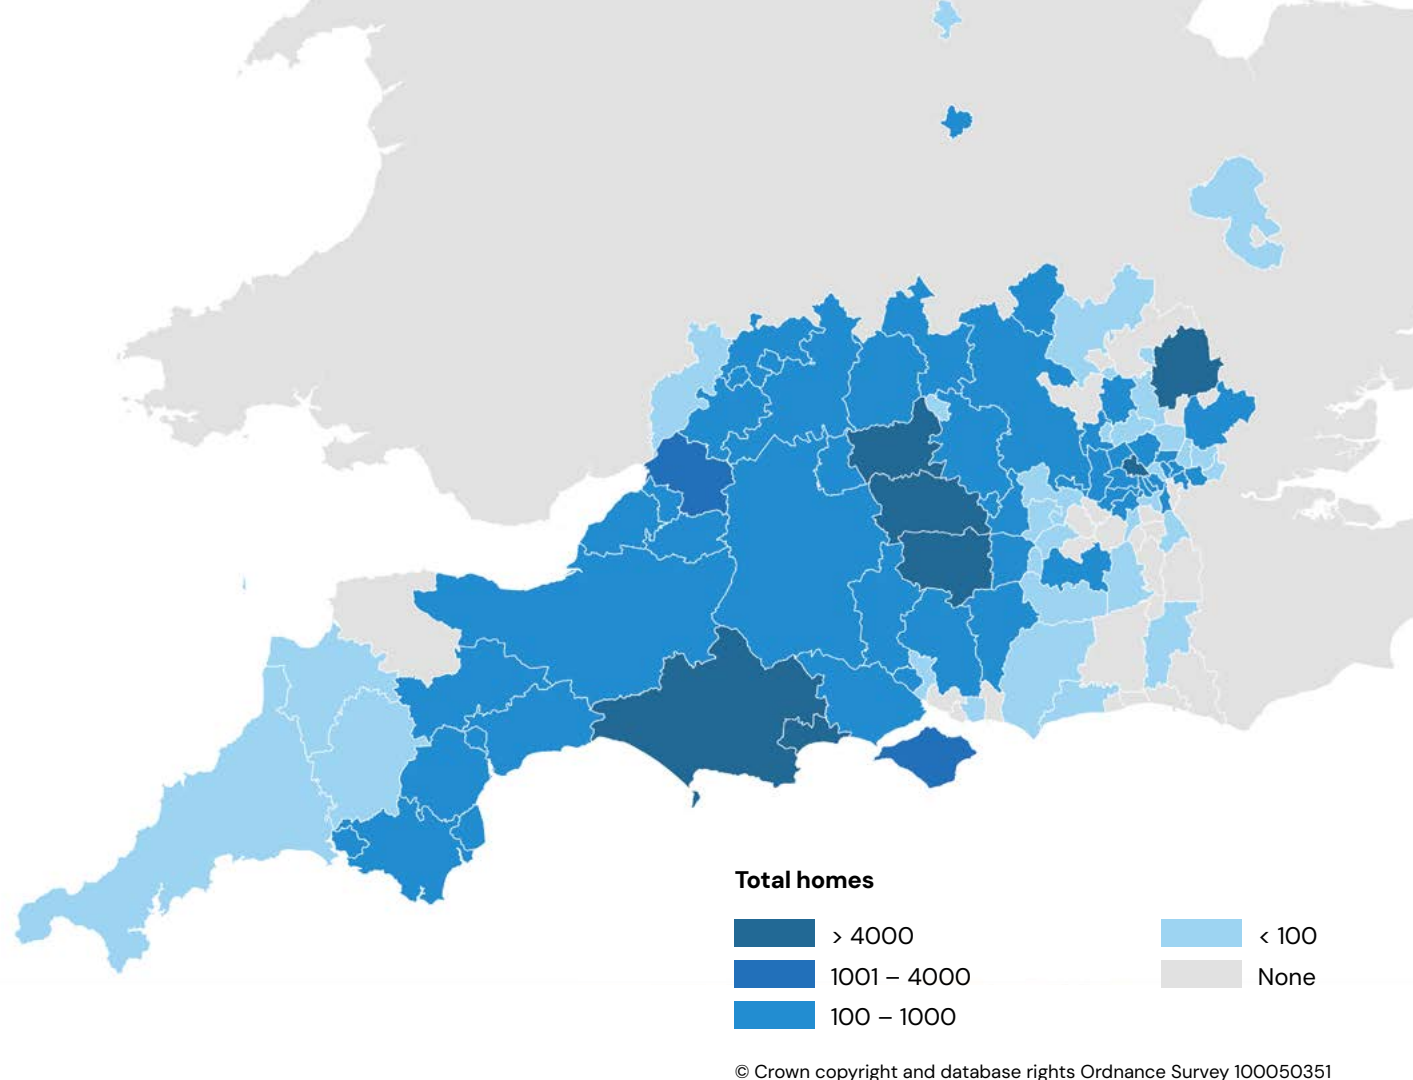 Total homes
> 4000
1001 – 4000
100 – 1000
< 100
None
© Crown copyright and database rights Ordnance Survey 100050351